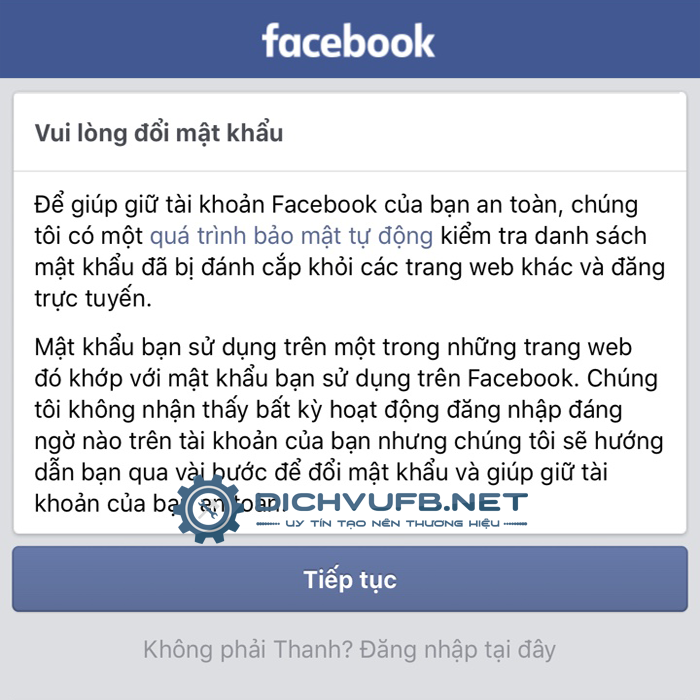 facebook
Vui lòng đổi mật khẩu
Để giúp giữ tài khoản Facebook của bạn an toàn, chúng
tôi có một quá trình bảo mật tự động kiểm tra danh sách
mật khẩu đã bị đánh cắp khỏi các trang web khác và đăng
trực tuyến.
Mật khẩu bạn sử dụng trên một trong những trang web
đó khớp với mật khẩu bạn sử dụng trên Facebook. Chúng
tôi không nhận thấy bất kỳ hoạt động đăng nhập đáng
ngờ nào trên tài khoản của bạn nhưng chúng tôi sẽ hướng
dẫn bạn qua vài bước để đổi mật khẩu và giúp giữ tài
khoản của bạn an toàn.
DICHVUFB.NET
UY TÍN TẠO NÊN THƯƠNG HIỆU
Tiếp tục
Không phải Thanh? Đăng nhập tại đây